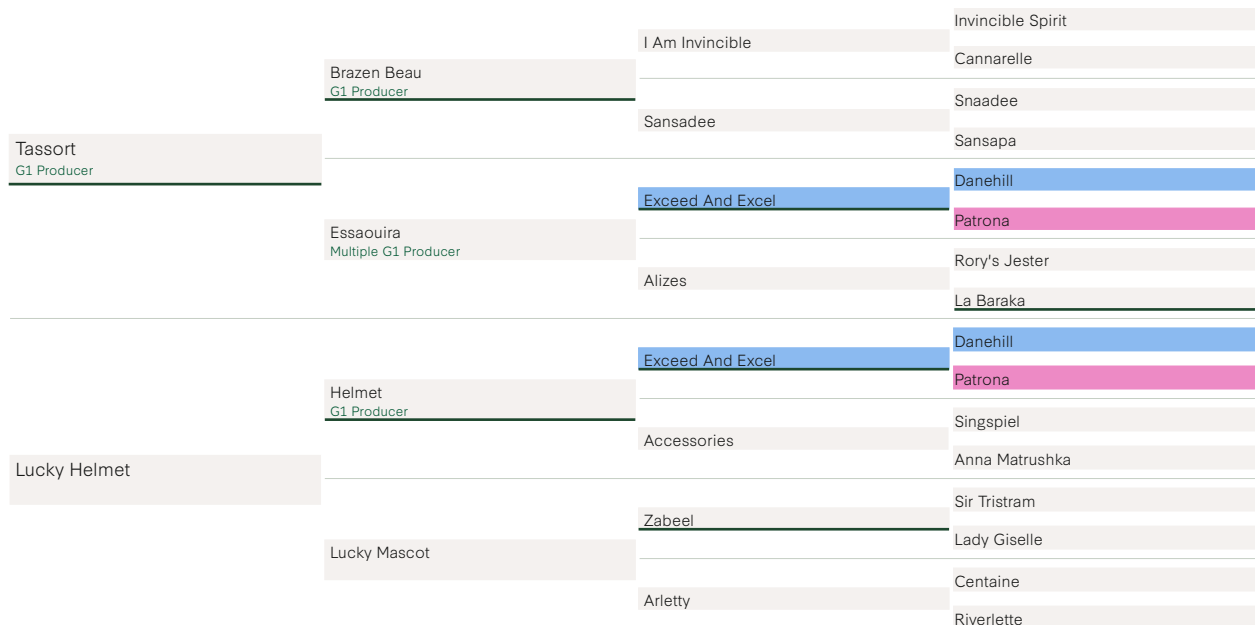 Tassort
G1 Producer
Brazen Beau
G1 Producer
I Am Invincible
Invincible Spirit
Cannarelle
Sansadee
Snaadee
Sansapa
Essaouira
Multiple G1 Producer
Exceed And Excel
Danehill
Patrona
Alizes
Rory's Jester
La Baraka
Lucky Helmet
Helmet
G1 Producer
Exceed And Excel
Danehill
Patrona
Accessories
Singspiel
Anna Matrushka
Lucky Mascot
Zabeel
Sir Tristram
Lady Giselle
Arletty
Centaine
Riverlette